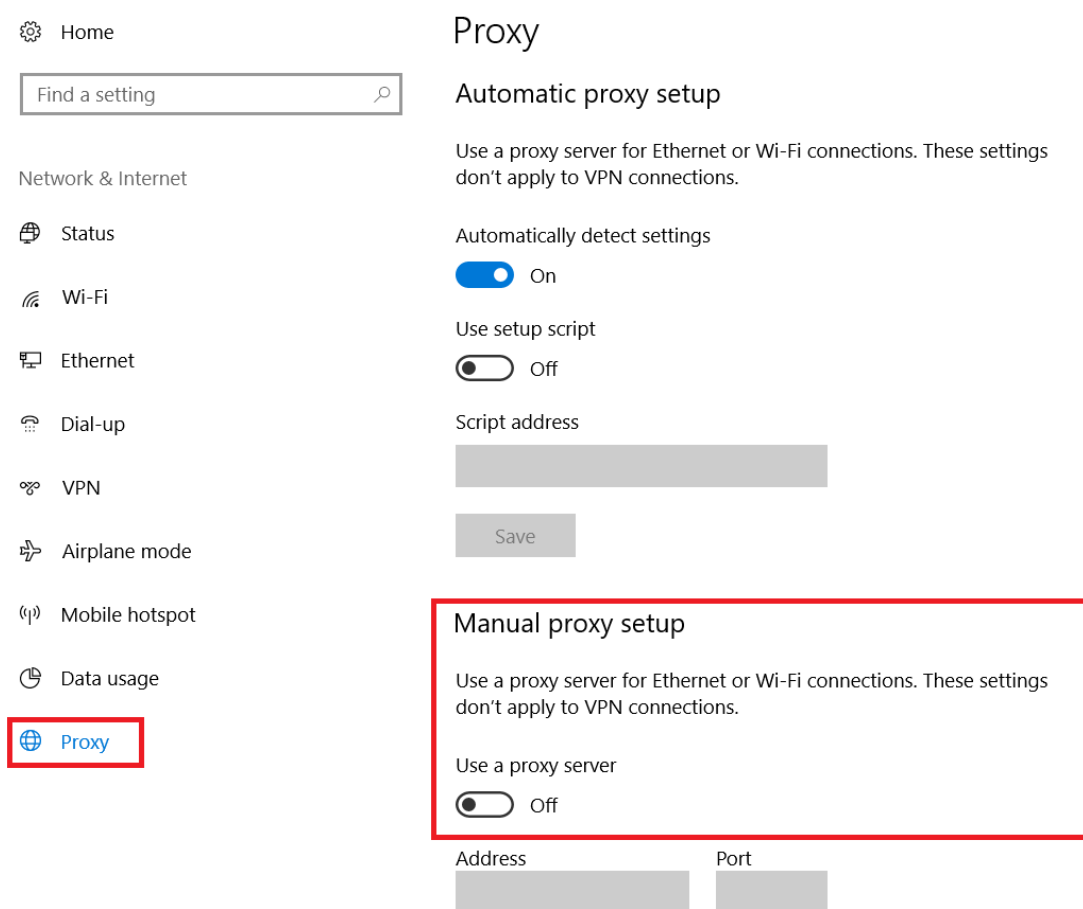 Home
Find a setting
Network & Internet
Status
Wi-Fi
Ethernet
Dial-up
VPN
Airplane mode
Mobile hotspot
Data usage
Proxy
Proxy
Automatic proxy setup
Use a proxy server for Ethernet or Wi-Fi connections. These settings
don't apply to VPN connections.
Automatically detect settings
On
Use setup script
Off
Script address
Save
Manual proxy setup
Use a proxy server for Ethernet or Wi-Fi connections. These settings
don't apply to VPN connections.
Use a proxy server
Off
Address Port